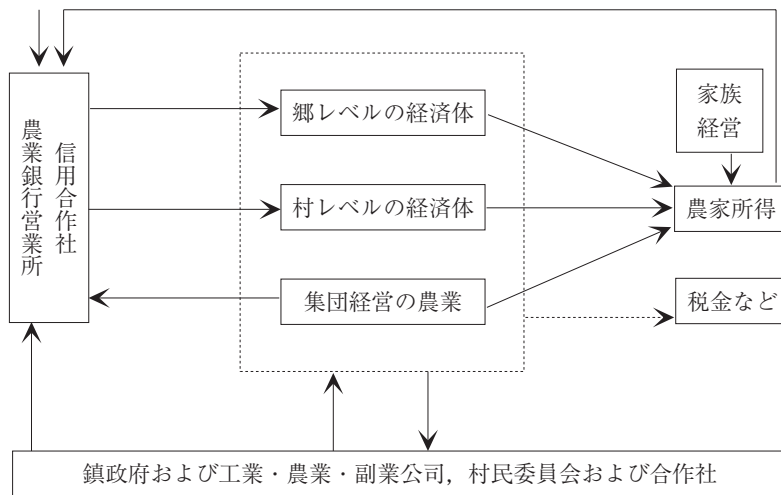 信用合作社
農業銀行営業所
郷レベルの経済体
村レベルの経済体
集団経営の農業
家族
経営
農家所得
税金など
鎮政府および工業・農業・副業公司，村民委員会および合作社